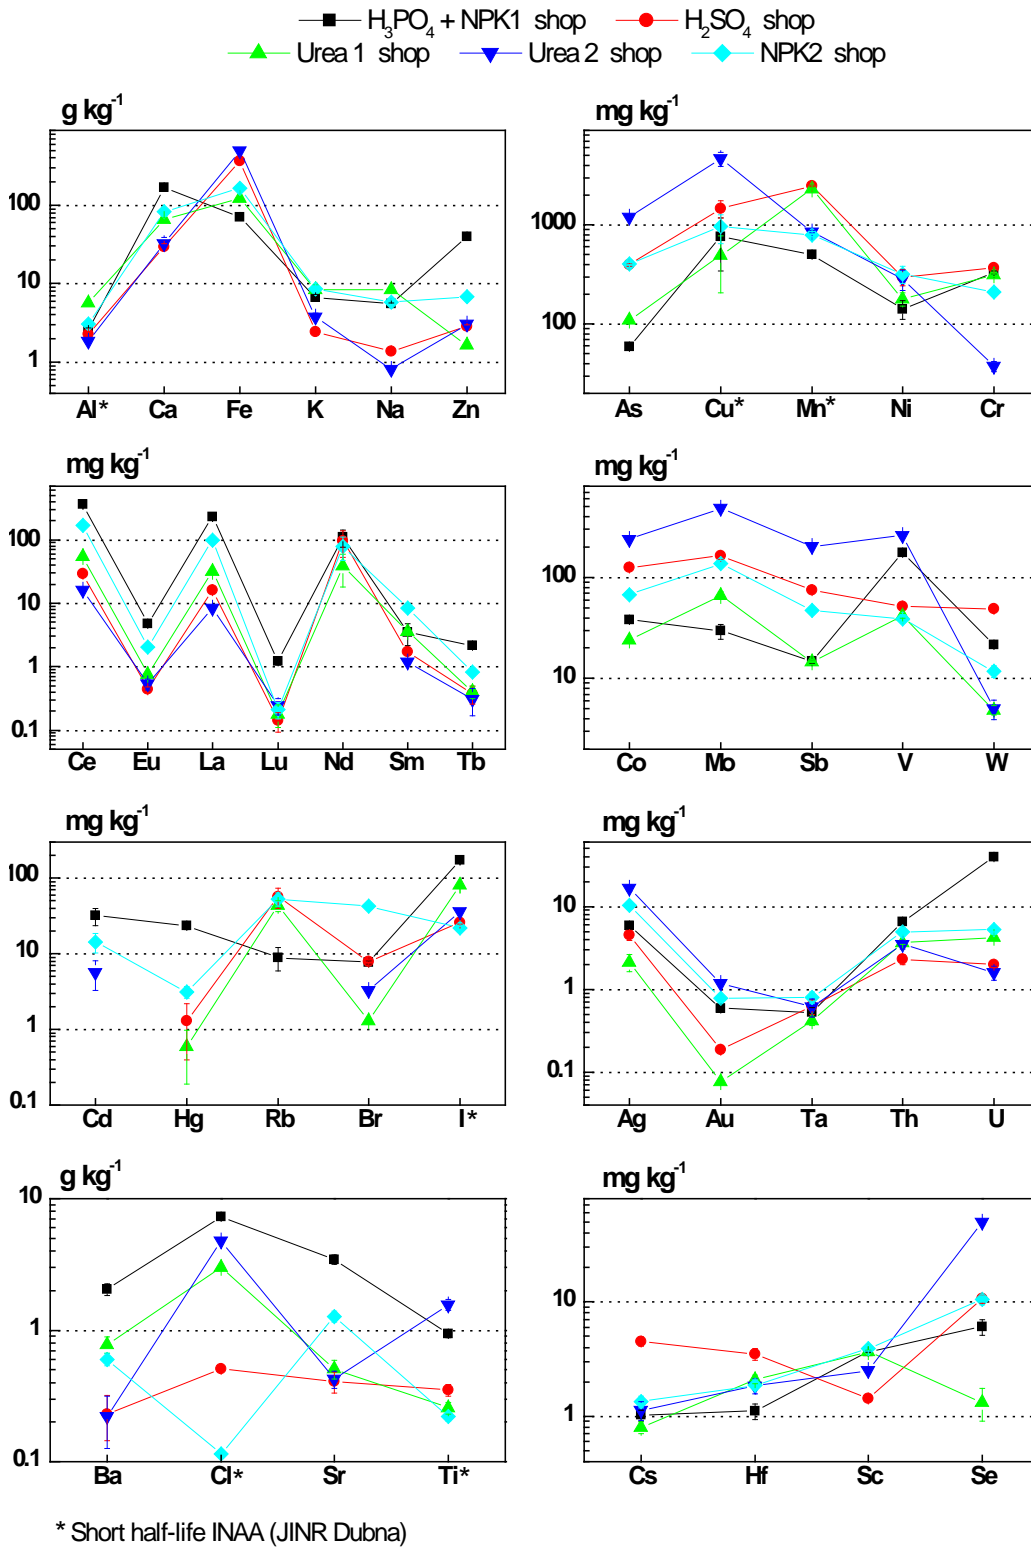 H₃PO₄ + NPK1 shop H₂SO₄ shop
Urea 1 shop Urea 2 shop NPK2 shop
g kg⁻¹ mg kg⁻¹
100
10
1
Al* Ca Fe K Na Zn
1000
100
As Cu* Mn* Ni Cr
mg kg⁻¹ mg kg⁻¹
100
10
1
0.1
Ce Eu La Lu Nd Sm Tb
100
10
Co Mo Sb V W
mg kg⁻¹ mg kg⁻¹
100
10
1
0.1
Cd Hg Rb Br I*
10
1
0.1
Ag Au Ta Th U
g kg⁻¹ mg kg⁻¹
10
1
0.1
Ba Cl* Sr Ti*
10
1
Cs Hf Sc Se
* Short half-life INAA (JINR Dubna)